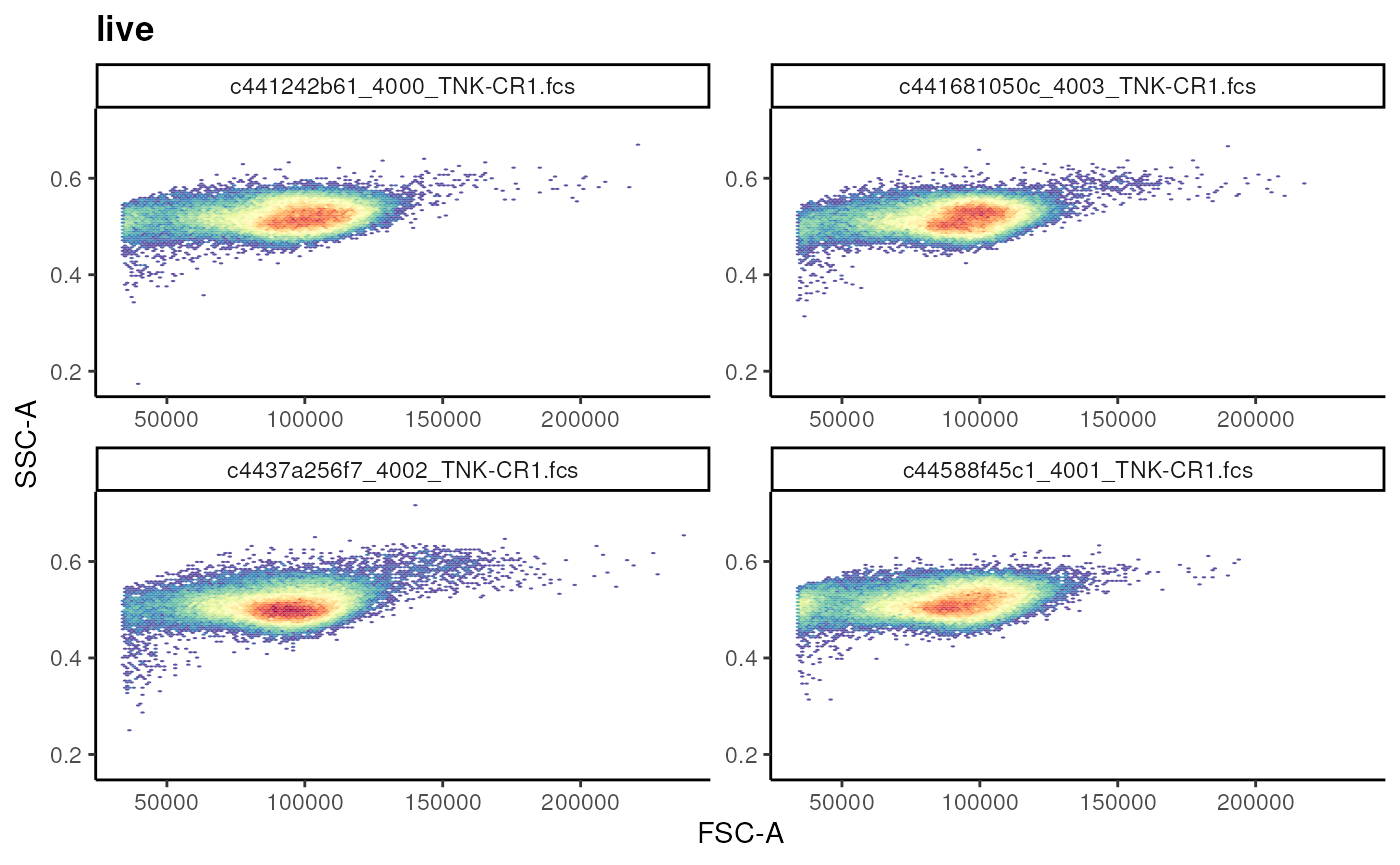 live
c441242b61_4000_TNK-CR1.fcs
c441681050c_4003_TNK-CR1.fcs
0.6
0.4
0.2
50000 100000 150000 200000
0.6
0.4
0.2
50000 100000 150000 200000
c4437a256f7_4002_TNK-CR1.fcs
c44588f45c1_4001_TNK-CR1.fcs
0.6
0.4
0.2
50000 100000 150000 200000
0.6
0.4
0.2
50000 100000 150000 200000
SSC-A
FSC-A